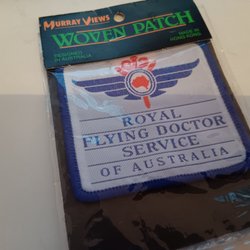 MURRAY VIEWS
WOVEN PATCH
DESIGNED
IN AUSTRALIA
MADE IN
HONG KONG
ROYAL
FLYING DOCTOR
SERVICE
OF AUSTRALIA